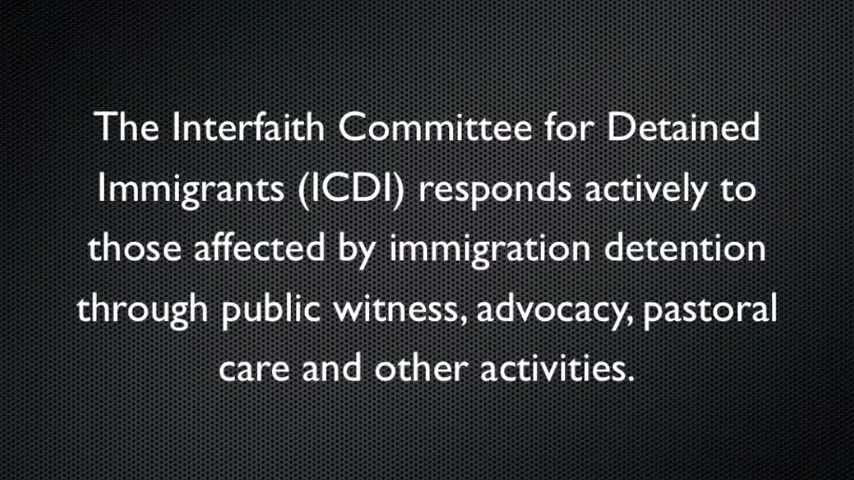 The Interfaith Committee for Detained
Immigrants (ICDI) responds actively to
those affected by immigration detention
through public witness, advocacy, pastoral
care and other activities.